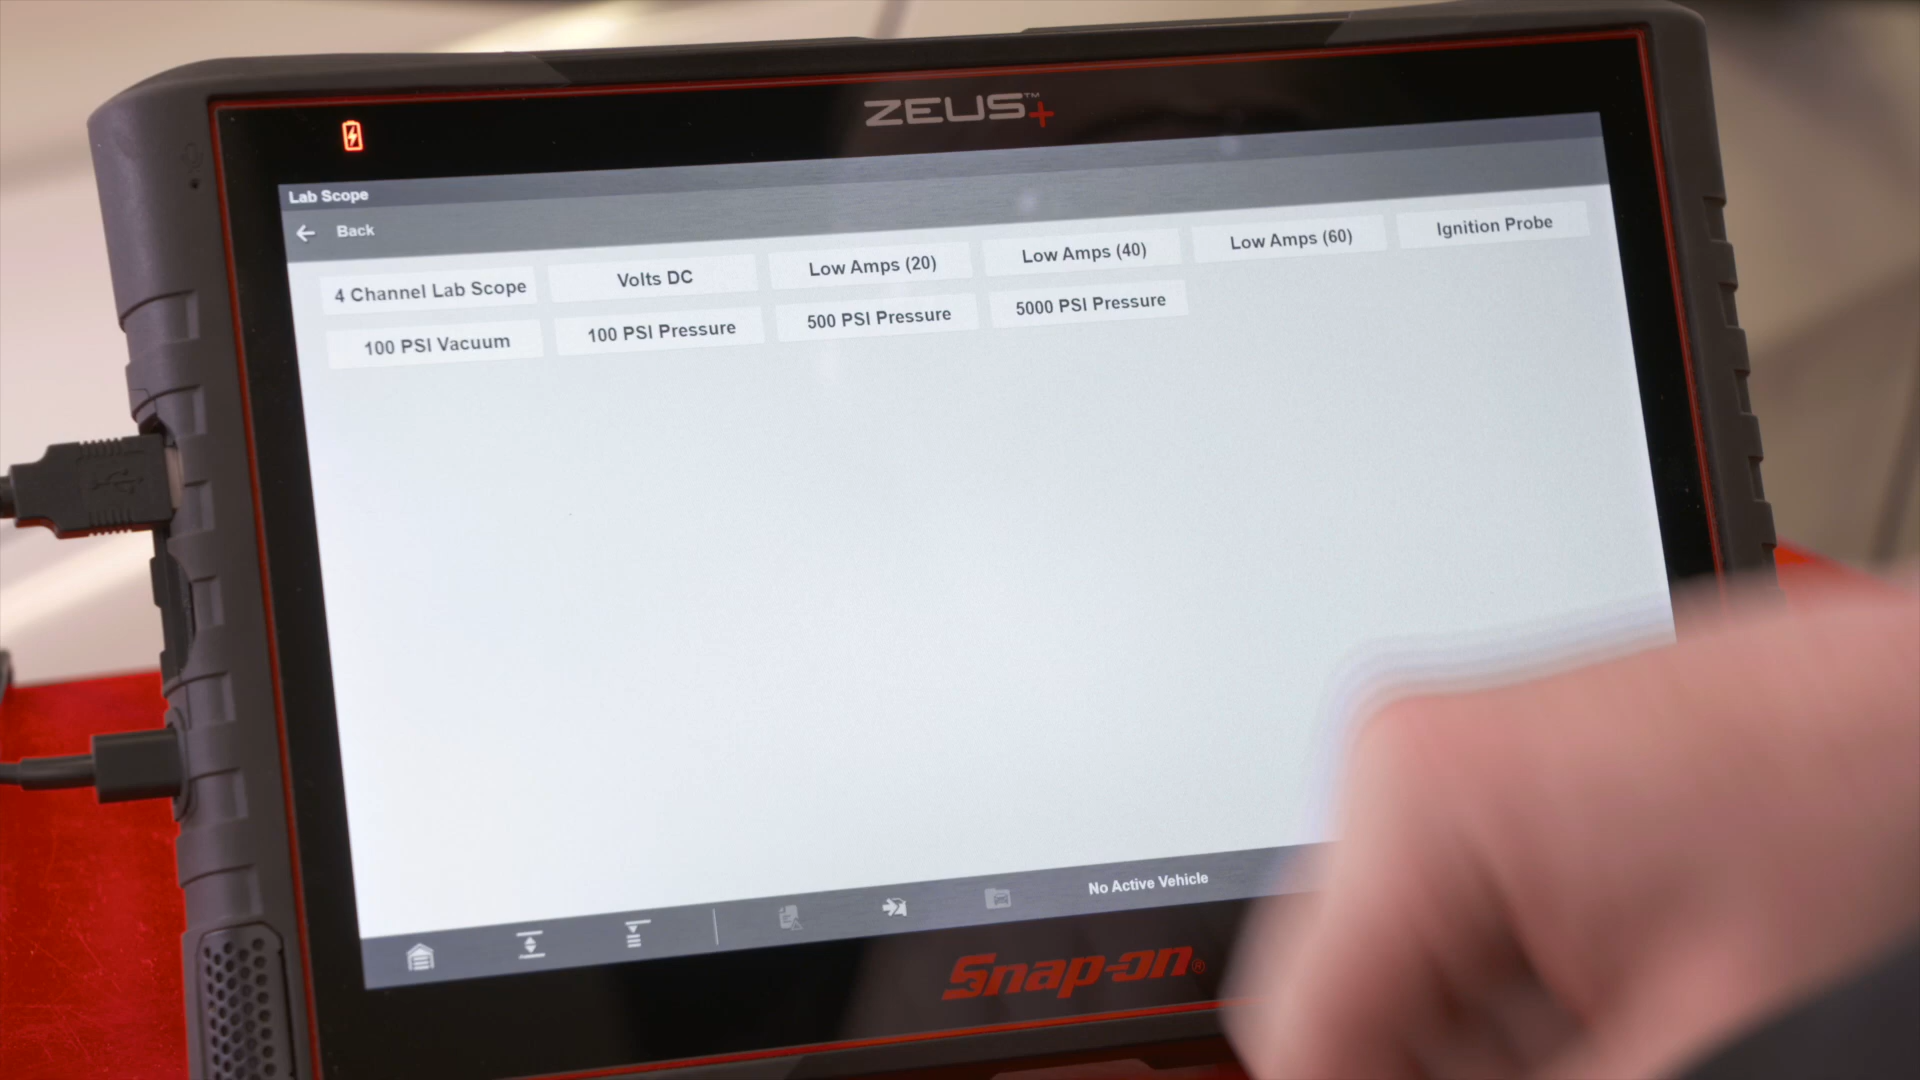 ZEUS™+
Lab Scope
Back
4 Channel Lab Scope
Volts DC
Low Amps (20)
Low Amps (40)
Low Amps (60)
Ignition Probe
100 PSI Vacuum
100 PSI Pressure
500 PSI Pressure
5000 PSI Pressure
No Active Vehicle
Snap-on®